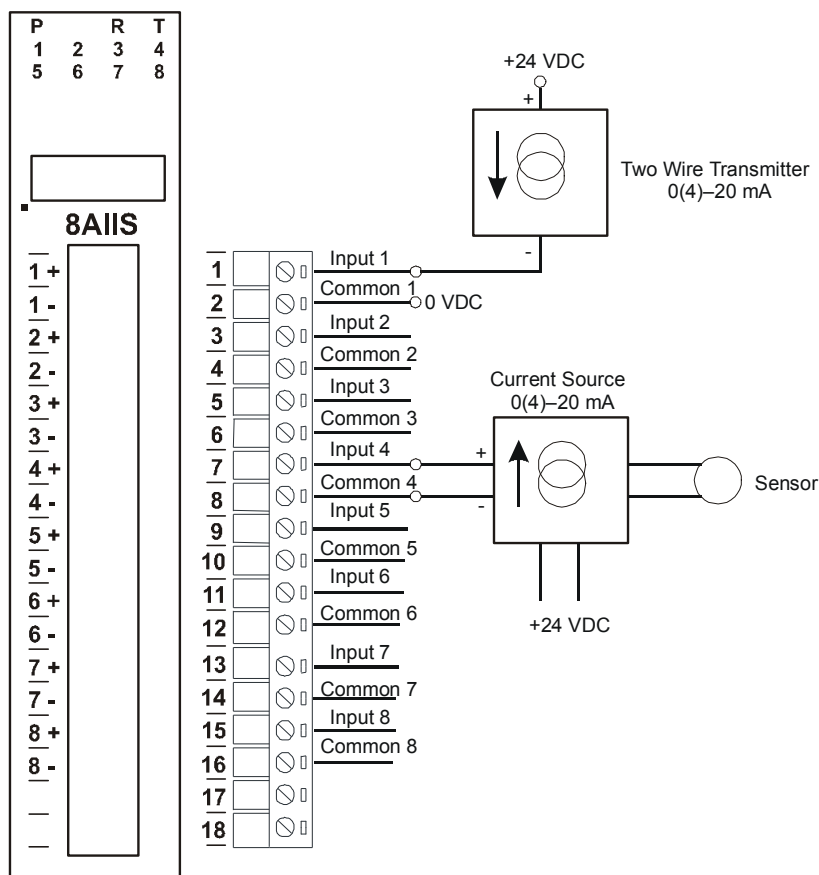 P R T
1 2 3 4
5 6 7 8
8AIIS
1 +
1 -
2 +
2 -
3 +
3 -
4 +
4 -
5 +
5 -
6 +
6 -
7 +
7 -
8 +
8 -
1 Input 1
2 Common 1
0 VDC
3 Input 2
4 Common 2
5 Input 3
6 Common 3
7 Input 4
8 Common 4
9 Input 5
10 Common 5
11 Input 6
12 Common 6
13 Input 7
14 Common 7
15 Input 8
16 Common 8
17
18
+24 VDC
+
-
Two Wire Transmitter
0(4)–20 mA
Current Source
0(4)–20 mA
+
-
Sensor
+24 VDC